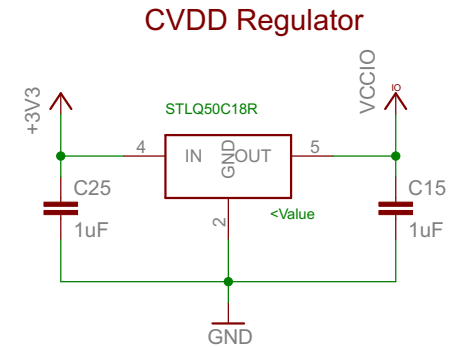 CVDD Regulator
+3V3
VCCIO
IO
STLQ50C18R
4
IN
GND
OUT
5
C25
1uF
2
<Value
C15
1uF
GND